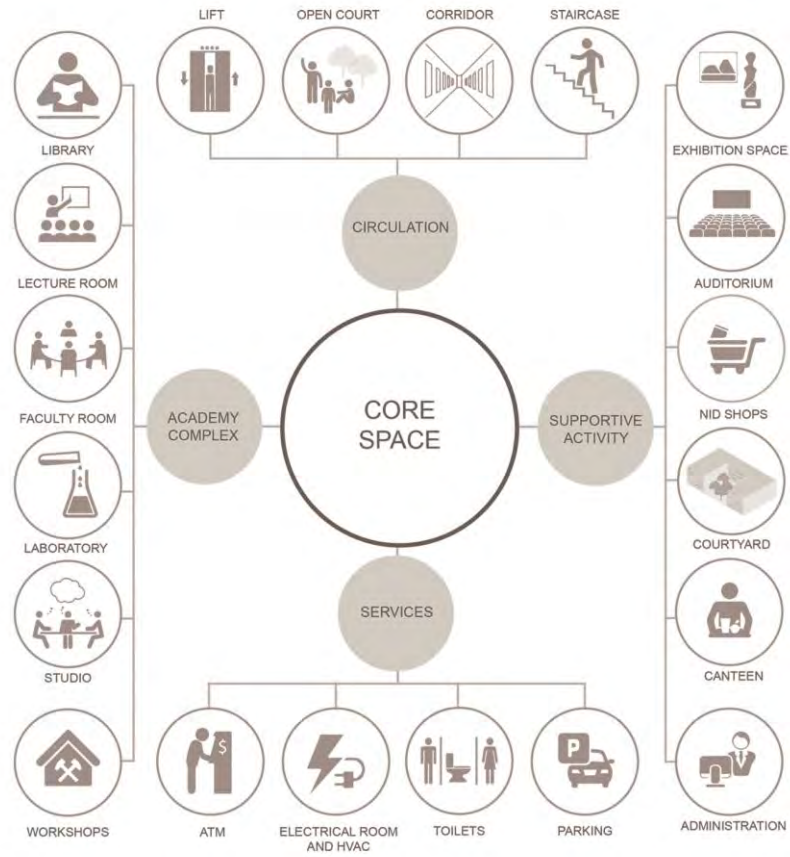 LIFT
OPEN COURT
CORRIDOR
STAIRCASE
LIBRARY
EXHIBITION SPACE
CIRCULATION
LECTURE ROOM
AUDITORIUM
FACULTY ROOM
ACADEMY
COMPLEX
CORE
SPACE
SUPPORTIVE
ACTIVITY
NID SHOPS
LABORATORY
COURTYARD
SERVICES
STUDIO
CANTEEN
$
P
WORKSHOPS
ATM
ELECTRICAL ROOM
AND HVAC
TOILETS
PARKING
ADMINISTRATION